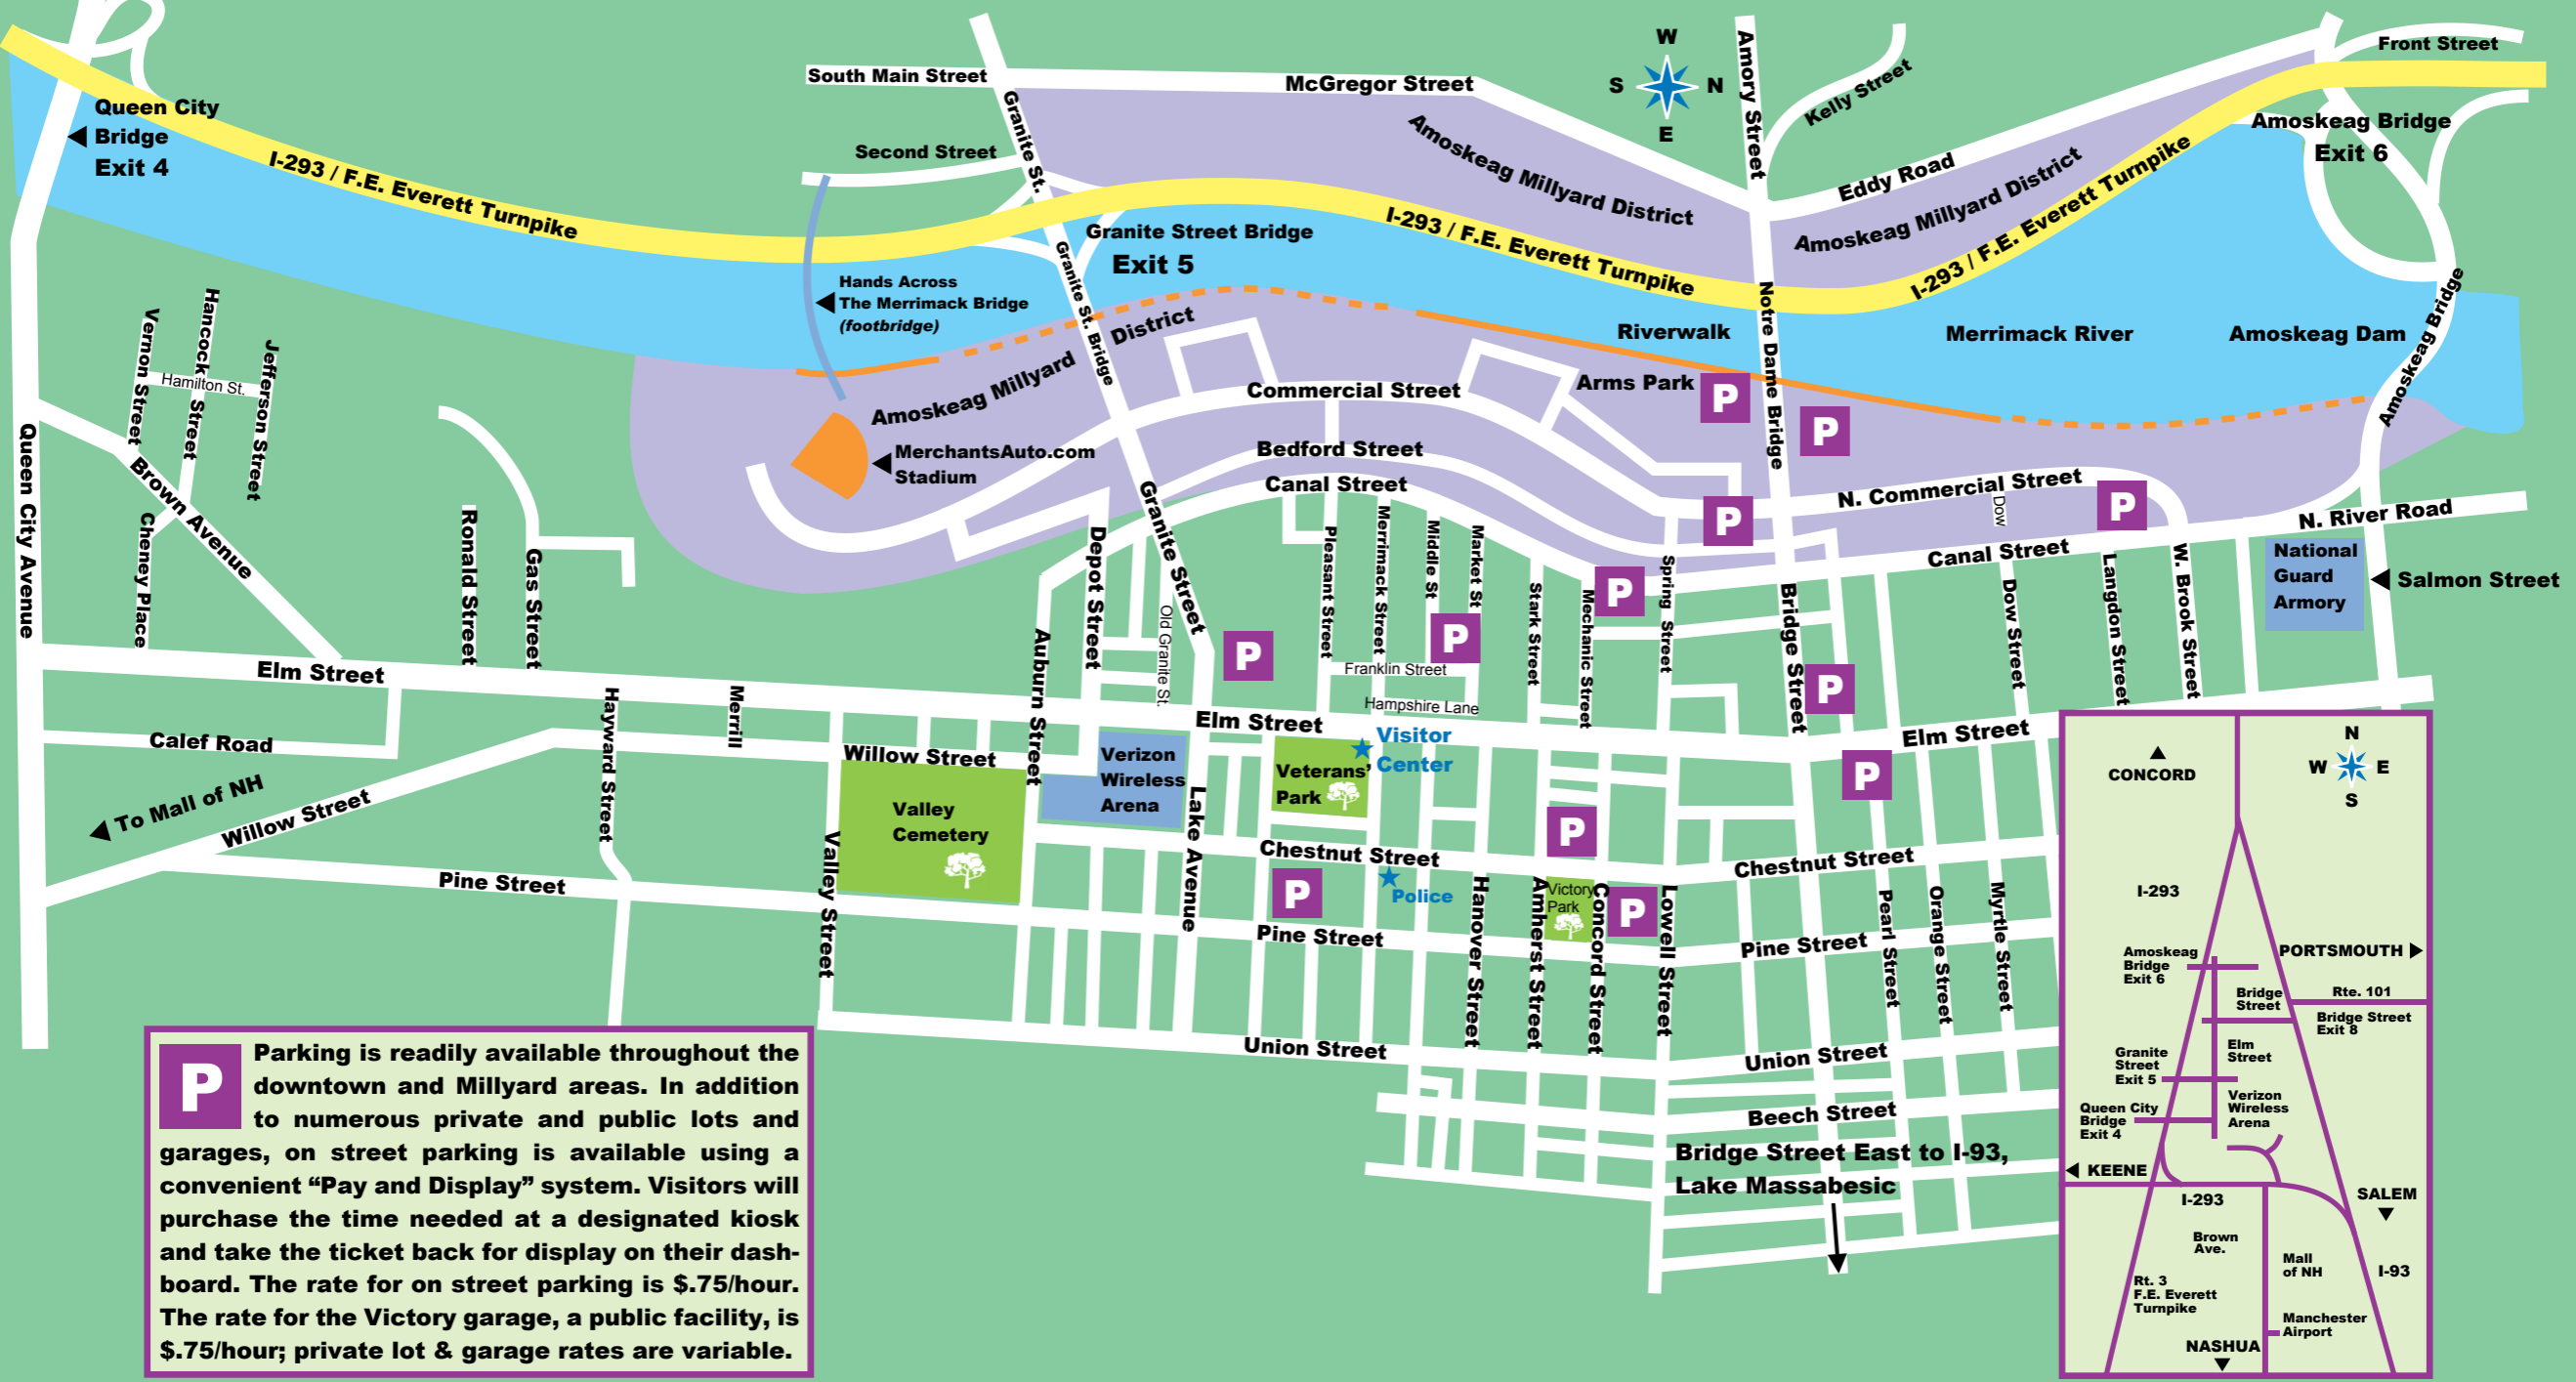 South Main Street
McGregor Street
W
S
N
E
Amory Street
Kelly Street
Front Street
Queen City
Bridge
Exit 4
Second Street
Granite St.
Amoskeag Millyard District
Eddy Road
Amoskeag Millyard District
Amoskeag Bridge
Exit 6
I-293 / F.E. Everett Turnpike
I-293 / F.E. Everett Turnpike
I-293 / F.E. Everett Turnpike
Granite Street Bridge
Exit 5
Granite St. Bridge
Hands Across
The Merrimack Bridge
(footbridge)
Notre Dame Bridge
Riverwalk
Merrimack River
Amoskeag Dam
Amoskeag Bridge
Vernon Street
Hancock Street
Jefferson Street
Hamilton St.
Amoskeag Millyard District
Commercial Street
Arms Park
P
P
MerchantsAuto.com
Stadium
Bedford Street
Canal Street
Queen City Avenue
Brown Avenue
Cheney Place
Ronald Street
Gas Street
Depot Street
Granite Street
Old Granite St.
Auburn Street
Pleasant Street
Merrimack Street
Middle St
Market St
Stark Street
Mechanic Street
Spring Street
P
N. Commercial Street
Dow
P
N. River Road
Canal Street
National
Guard
Armory
Salmon Street
P
P
P
Bridge Street
Dow Street
Langdon Street
W. Brook Street
Franklin Street
Hampshire Lane
P
Elm Street
Elm Street
Elm Street
Hayward Street
Merrill
Calef Road
Willow Street
Willow Street
To Mall of NH
Verizon
Wireless
Arena
Visitor
Center
Veterans'
Park
P
P
Valley
Cemetery
Valley Street
Lake Avenue
Chestnut Street
Chestnut Street
Police
P
Victory
Park
P
Pine Street
Pine Street
Pine Street
Hanover Street
Amherst Street
Concord Street
Lowell Street
Pearl Street
Orange Street
Myrtle Street
Union Street
Union Street
Beech Street
Bridge Street East to I-93,
Lake Massabesic
P
Parking is readily available throughout the
downtown and Millyard areas. In addition
to numerous private and public lots and
garages, on street parking is available using a
convenient “Pay and Display” system. Visitors will
purchase the time needed at a designated kiosk
and take the ticket back for display on their dash-
board. The rate for on street parking is $.75/hour.
The rate for the Victory garage, a public facility, is
$.75/hour; private lot & garage rates are variable.
N
W
E
S
CONCORD
I-293
Amoskeag
Bridge
Exit 6
PORTSMOUTH
Bridge
Street
Rte. 101
Bridge Street
Exit 8
Granite
Street
Exit 5
Elm
Street
Queen City
Bridge
Exit 4
Verizon
Wireless
Arena
KEENE
I-293
SALEM
Brown
Ave.
Mall
of NH
I-93
Rt. 3
F.E. Everett
Turnpike
Manchester
Airport
NASHUA